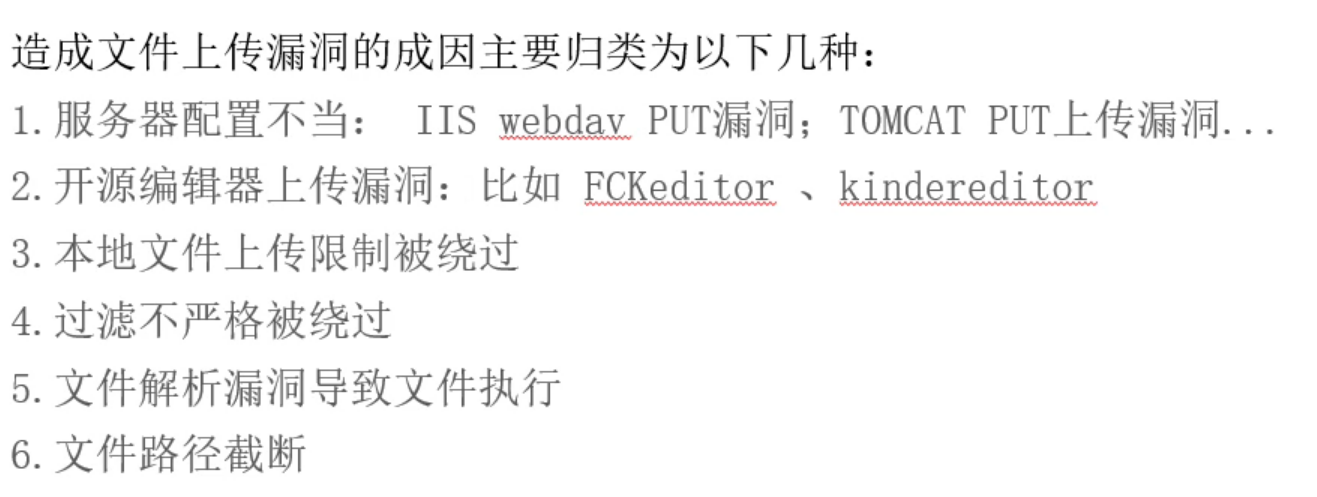 造成文件上传漏洞的成因主要归类为以下几种：
1.服务器配置不当： IIS webdav PUT漏洞；TOMCAT PUT上传漏洞...
2.开源编辑器上传漏洞：比如 FCKeditor 、kindereditor
3.本地文件上传限制被绕过
4.过滤不严格被绕过
5.文件解析漏洞导致文件执行
6.文件路径截断